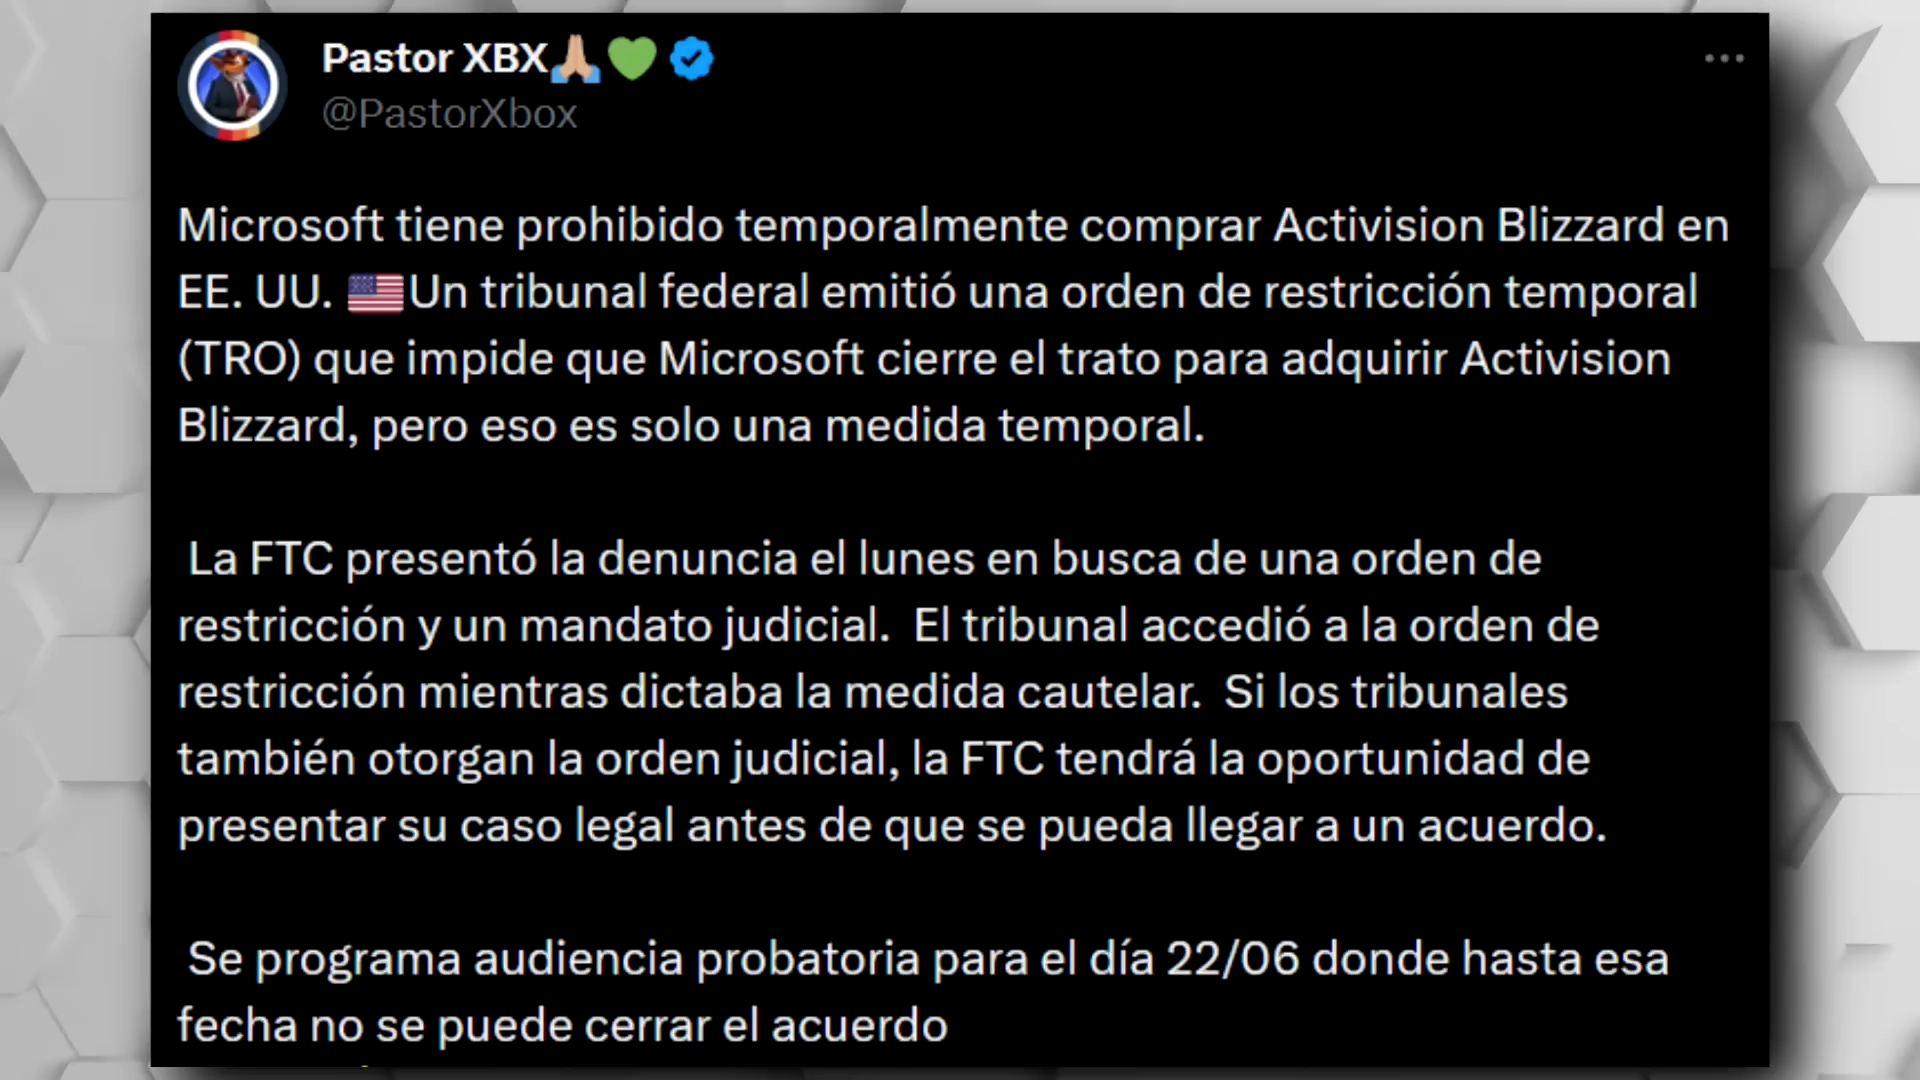 Pastor XBX🙏🏼💚
@PastorXbox
Microsoft tiene prohibido temporalmente comprar Activision Blizzard en
EE. UU. 🇺🇸Un tribunal federal emitió una orden de restricción temporal
(TRO) que impide que Microsoft cierre el trato para adquirir Activision
Blizzard, pero eso es solo una medida temporal.
La FTC presentó la denuncia el lunes en busca de una orden de
restricción y un mandato judicial.  El tribunal accedió a la orden de
restricción mientras dictaba la medida cautelar.  Si los tribunales
también otorgan la orden judicial, la FTC tendrá la oportunidad de
presentar su caso legal antes de que se pueda llegar a un acuerdo.
Se programa audiencia probatoria para el día 22/06 donde hasta esa
fecha no se puede cerrar el acuerdo